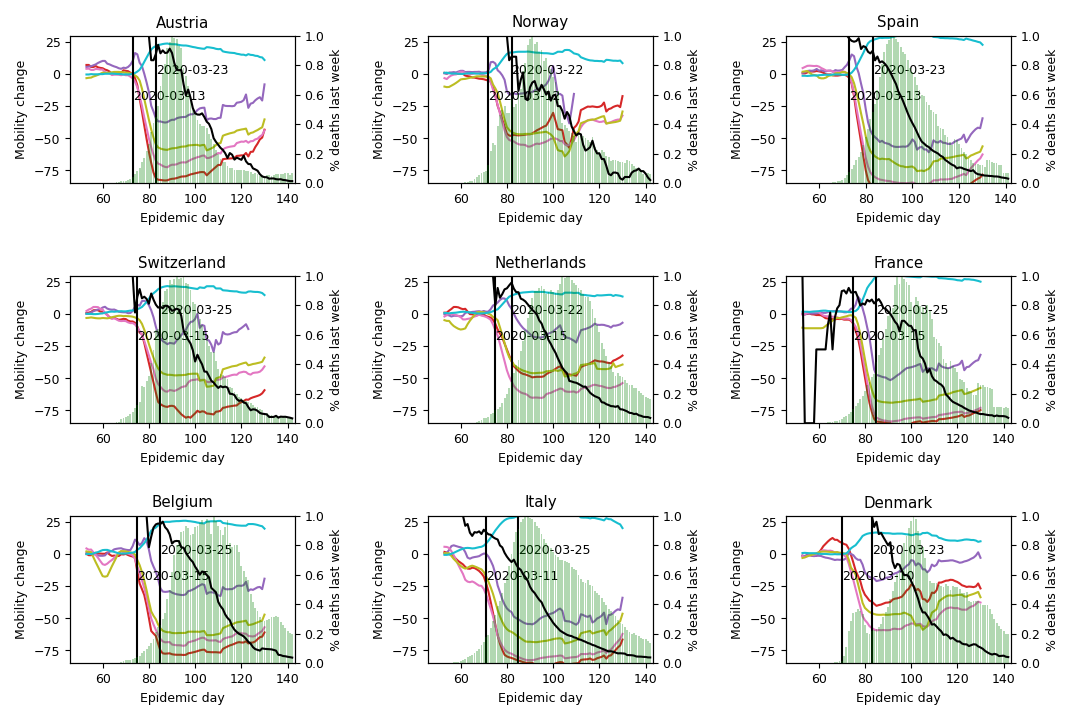 Austria
Norway
Spain
25
0
−25
−50
−75
Mobility change
2020-03-23
2020-03-13
1.0
0.8
0.6
0.4
0.2
0.0
% deaths last week
60 80 100 120 140
Epidemic day
25
0
−25
−50
−75
Mobility change
2020-03-22
2020-03-12
1.0
0.8
0.6
0.4
0.2
0.0
% deaths last week
60 80 100 120 140
Epidemic day
25
0
−25
−50
−75
Mobility change
2020-03-23
2020-03-13
1.0
0.8
0.6
0.4
0.2
0.0
% deaths last week
60 80 100 120 140
Epidemic day
Switzerland
Netherlands
France
25
0
−25
−50
−75
Mobility change
2020-03-25
2020-03-15
1.0
0.8
0.6
0.4
0.2
0.0
% deaths last week
60 80 100 120 140
Epidemic day
25
0
−25
−50
−75
Mobility change
2020-03-22
2020-03-15
1.0
0.8
0.6
0.4
0.2
0.0
% deaths last week
60 80 100 120 140
Epidemic day
25
0
−25
−50
−75
Mobility change
2020-03-25
2020-03-15
1.0
0.8
0.6
0.4
0.2
0.0
% deaths last week
60 80 100 120 140
Epidemic day
Belgium
Italy
Denmark
25
0
−25
−50
−75
Mobility change
2020-03-25
2020-03-15
1.0
0.8
0.6
0.4
0.2
0.0
% deaths last week
60 80 100 120 140
Epidemic day
25
0
−25
−50
−75
Mobility change
2020-03-25
2020-03-11
1.0
0.8
0.6
0.4
0.2
0.0
% deaths last week
60 80 100 120 140
Epidemic day
25
0
−25
−50
−75
Mobility change
2020-03-23
2020-03-10
1.0
0.8
0.6
0.4
0.2
0.0
% deaths last week
60 80 100 120 140
Epidemic day